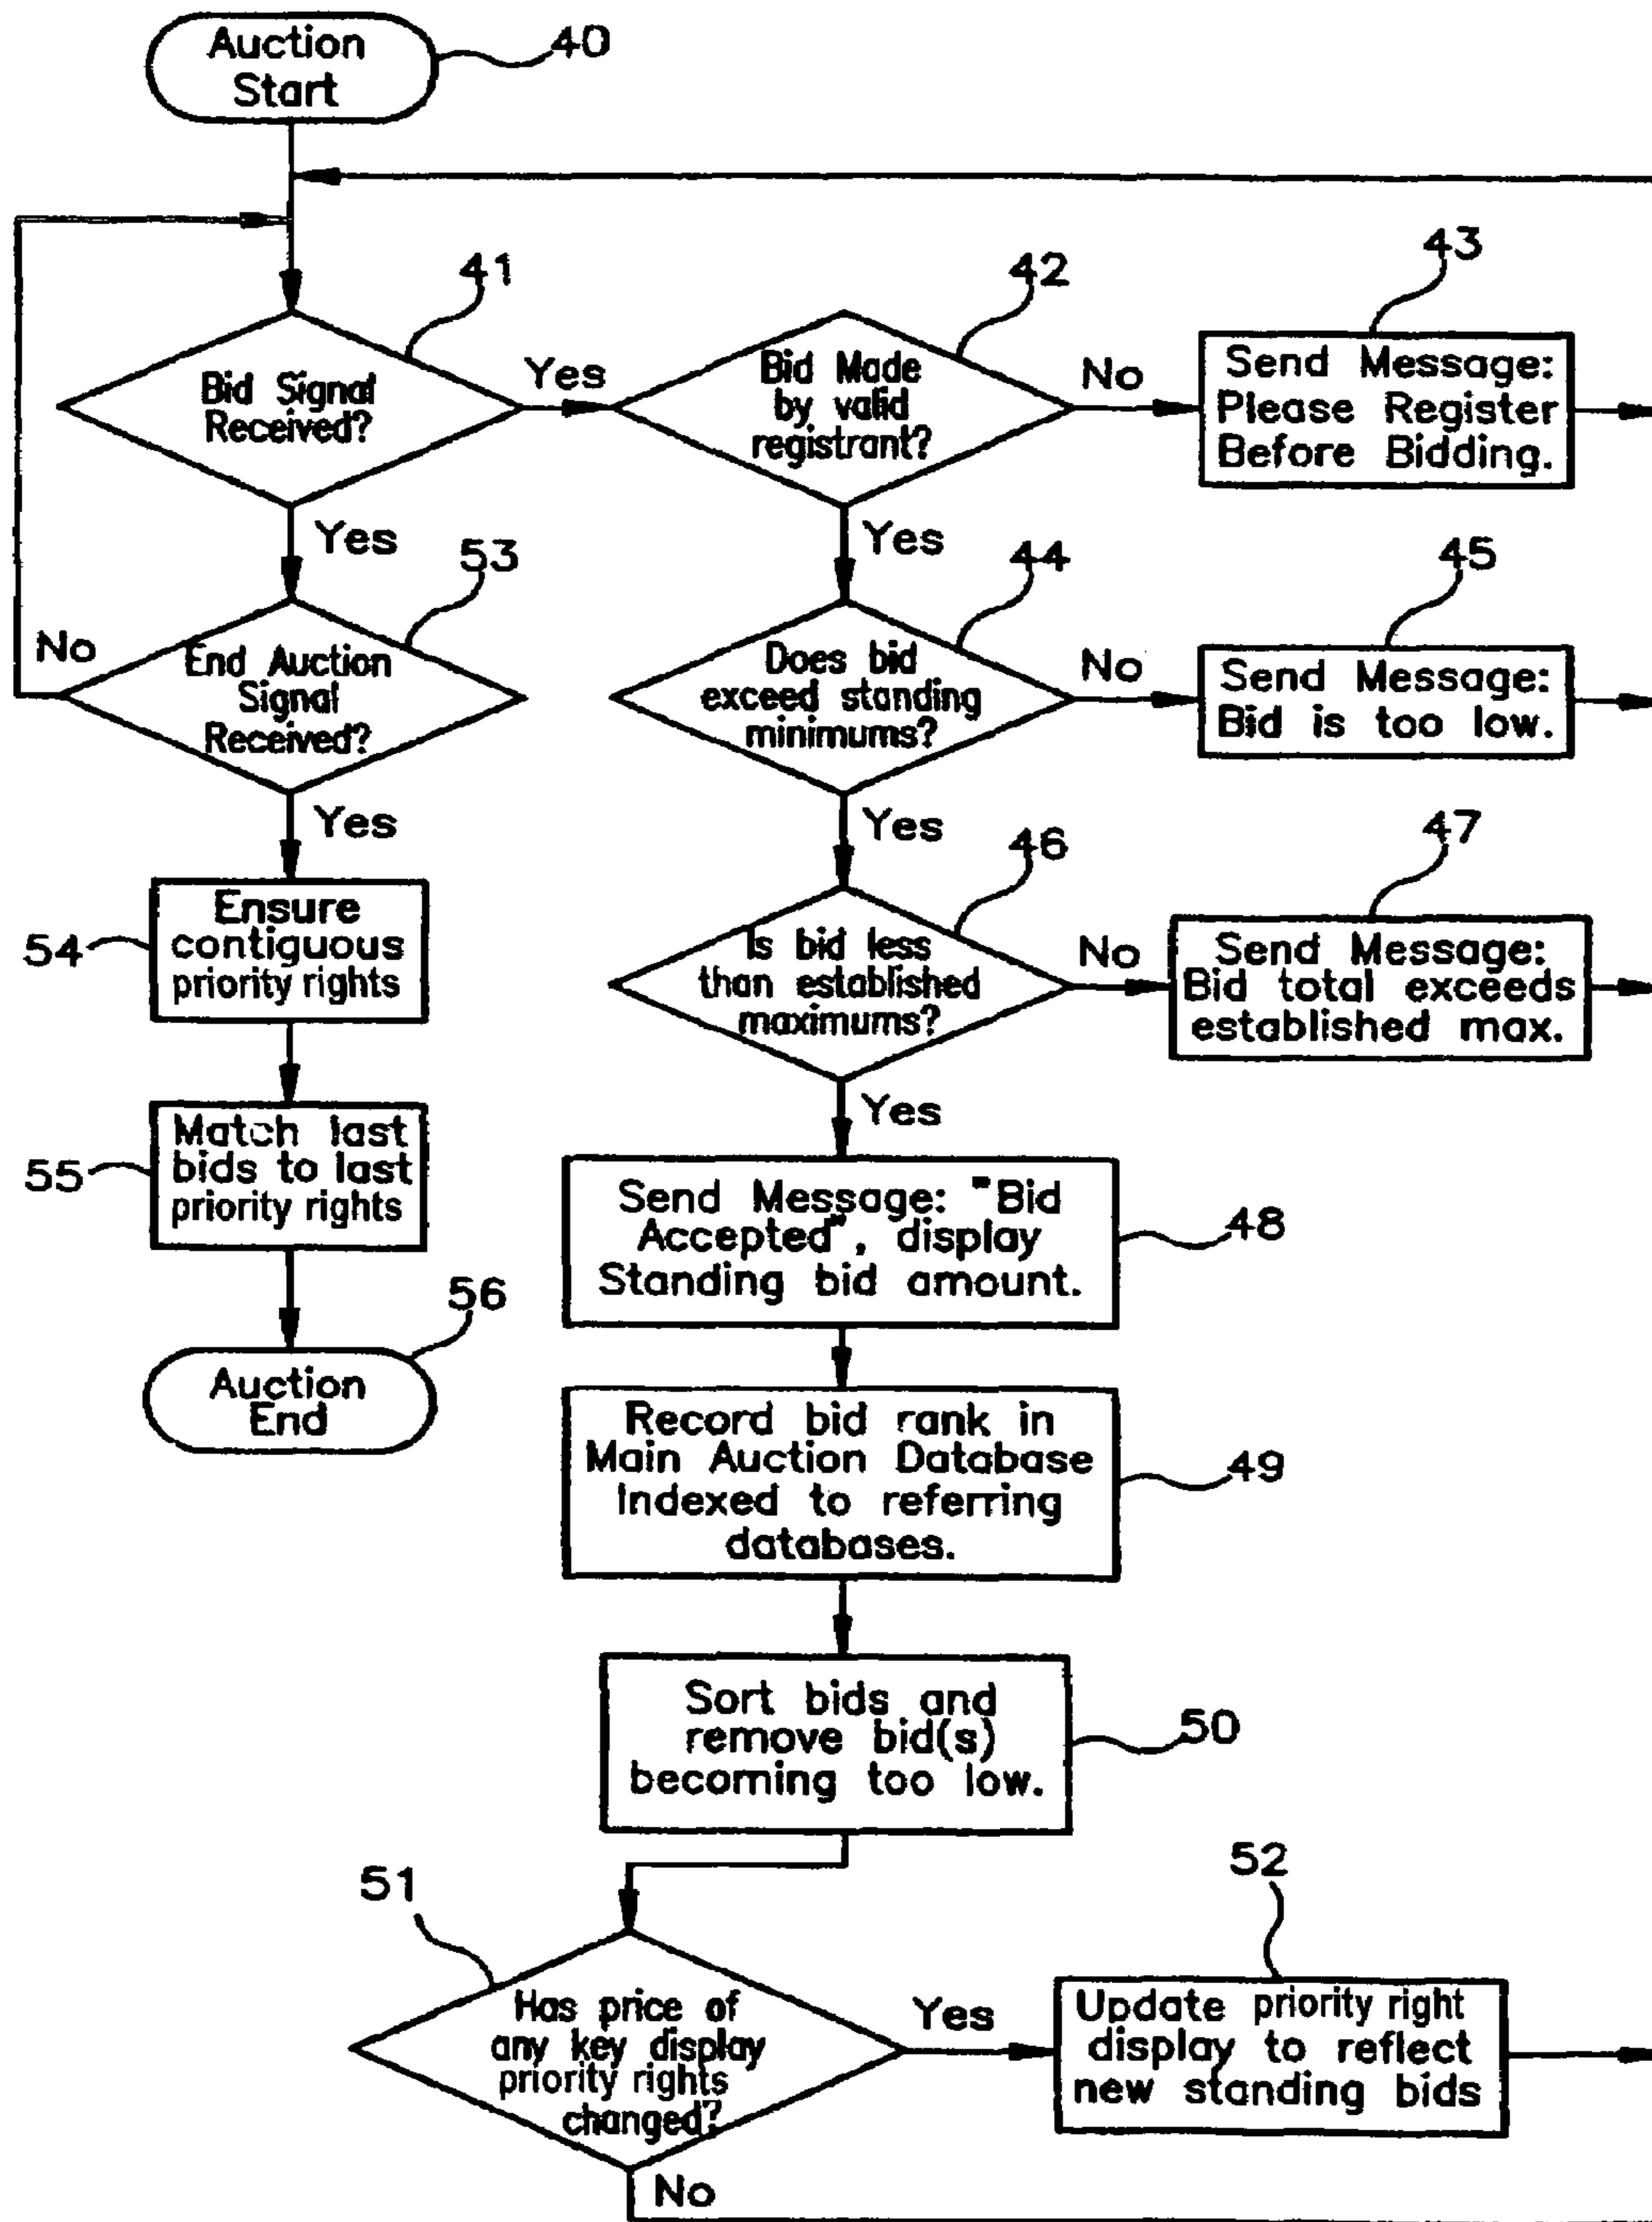 Auction
Start
40
41
Bid Signal
Received?
Yes
42
Bid Made
by valid
registrant?
No
43
Send Message:
Please Register
Before Bidding.
Yes
53
End Auction
Signal
Received?
No
Yes
44
Does bid
exceed standing
minimums?
No
45
Send Message:
Bid is too low.
Yes
54
Ensure
contiguous
priority rights
Yes
46
Is bid less
than established
maximums?
No
47
Send Message:
Bid total exceeds
established max.
55
Match last
bids to last
priority rights
56
Auction
End
Yes
Send Message: "Bid
Accepted", display
Standing bid amount.
48
Record bid rank in
Main Auction Database
Indexed to referring
databases.
49
Sort bids and
remove bid(s)
becoming too low.
50
51
Has price of
any key display
priority rights
changed?
Yes
52
Update priority right
display to reflect
new standing bids
No